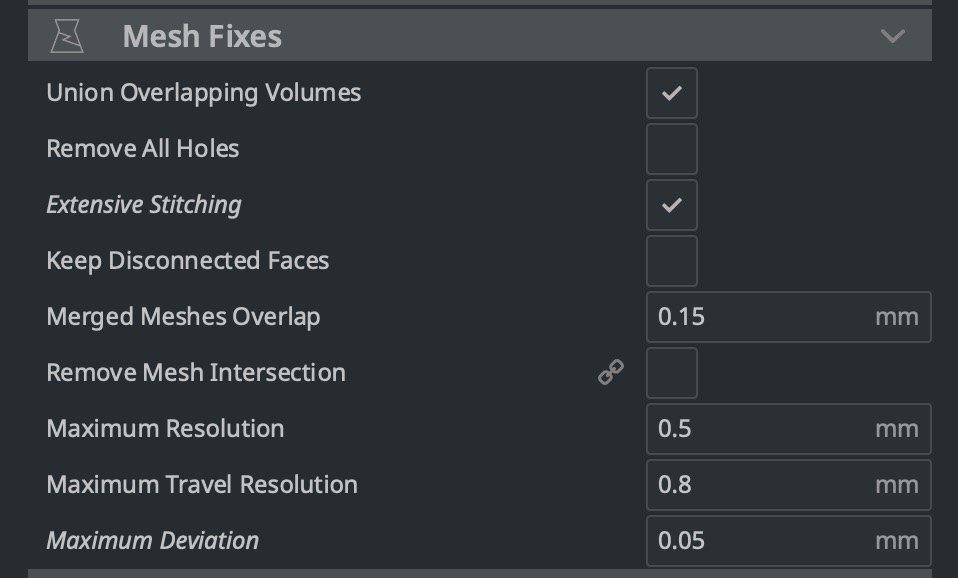 Mesh Fixes
Union Overlapping Volumes
Remove All Holes
Extensive Stitching
Keep Disconnected Faces
Merged Meshes Overlap 0.15 mm
Remove Mesh Intersection
Maximum Resolution 0.5 mm
Maximum Travel Resolution 0.8 mm
Maximum Deviation 0.05 mm